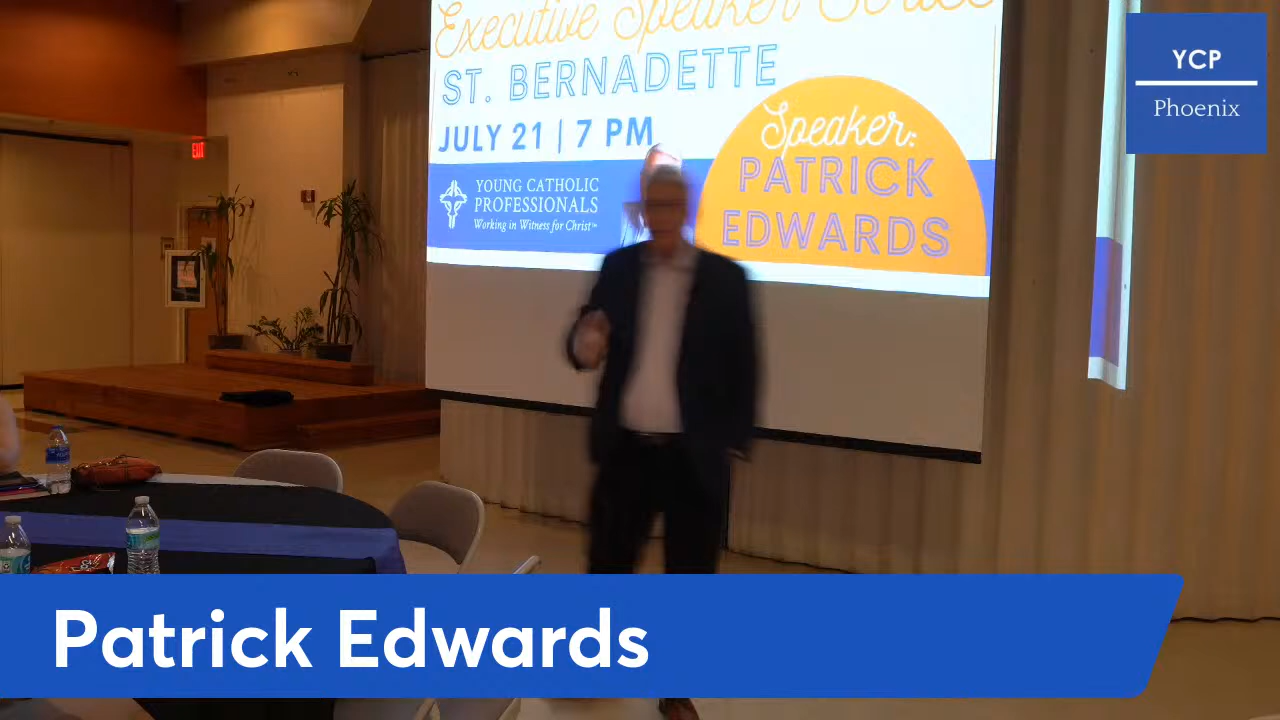 Executive Speaker Series
ST. BERNADETTE
JULY 21 | 7 PM
YOUNG CATHOLIC
PROFESSIONALS
Working in Witness for Christ
Speaker:
PATRICK
EDWARDS
YCP
Phoenix
EXIT
Patrick Edwards